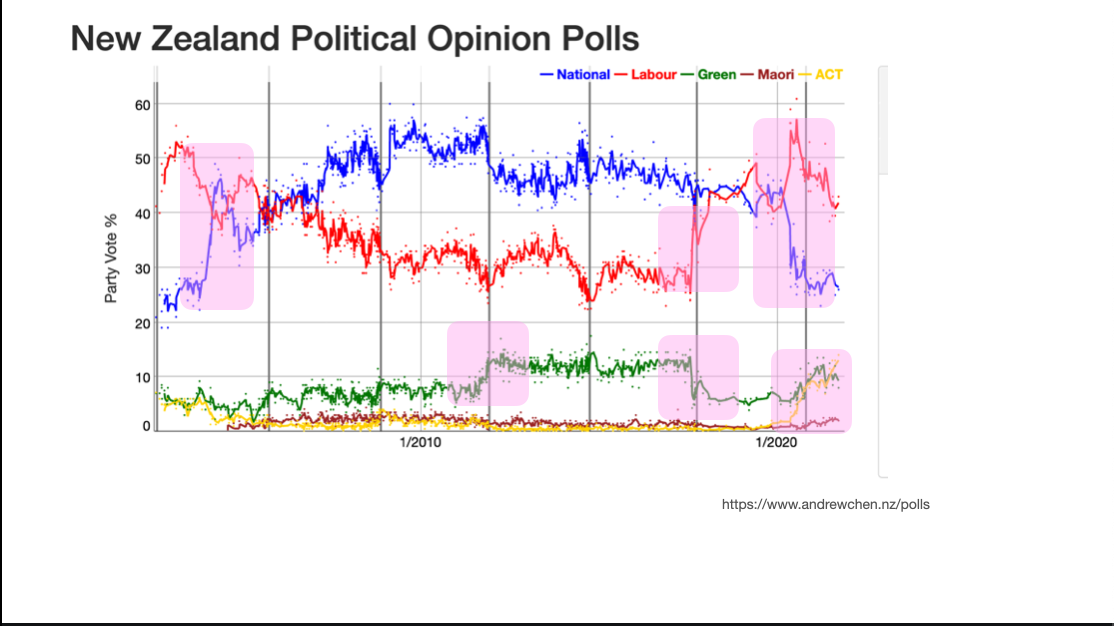 New Zealand Political Opinion Polls
National Labour Green Maori ACT
Party Vote %
60
50
40
30
20
10
0
1/2010 1/2020
https://www.andrewchen.nz/polls